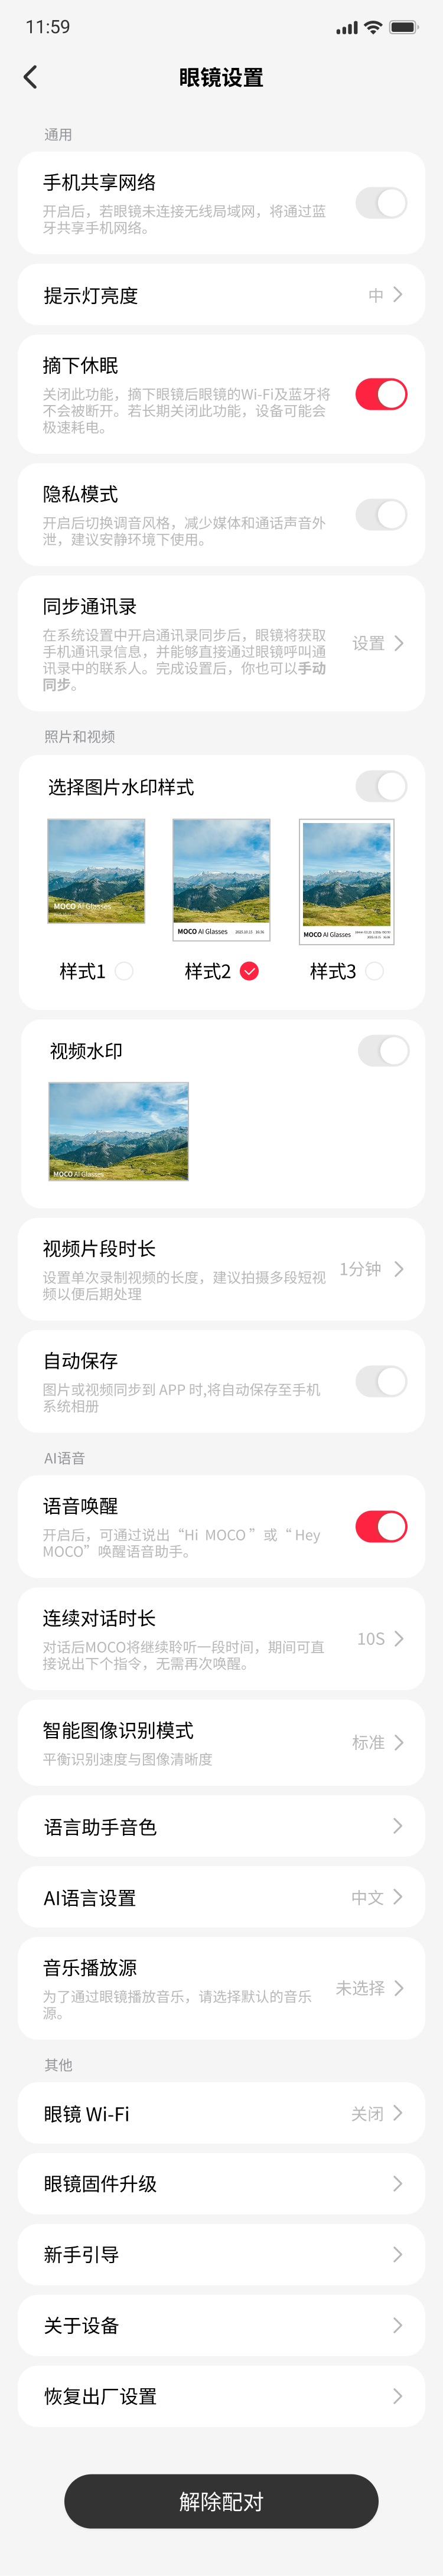 11:59
眼镜设置
通用
手机共享网络
开启后，若眼镜未连接无线局域网，将通过蓝
牙共享手机网络。
提示灯亮度
中
摘下休眠
关闭此功能，摘下眼镜后眼镜的Wi-Fi及蓝牙将
不会被断开。若长期关闭此功能，设备可能会
极速耗电。
隐私模式
开启后切换调音风格，减少媒体和通话声音外
泄，建议安静环境下使用。
同步通讯录
在系统设置中开启通讯录同步后，眼镜将获取
手机通讯录信息，并能够直接通过眼镜呼叫通
讯录中的联系人。完成设置后，你也可以手动
同步。
设置
照片和视频
选择图片水印样式
MOCO AI Glasses
MOCO AI Glasses
MOCO AI Glasses
样式1
样式2
样式3
视频水印
MOCO AI Glasses
视频片段时长
设置单次录制视频的长度，建议拍摄多段短视
频以便后期处理
1分钟
自动保存
图片或视频同步到 APP 时,将自动保存至手机
系统相册
AI语音
语音唤醒
开启后，可通过说出“Hi MOCO ”或“ Hey
MOCO”唤醒语音助手。
连续对话时长
对话后MOCO将继续聆听一段时间，期间可直
接说出下个指令，无需再次唤醒。
10S
智能图像识别模式
平衡识别速度与图像清晰度
标准
语言助手音色
AI语言设置
中文
音乐播放源
为了通过眼镜播放音乐，请选择默认的音乐
源。
未选择
其他
眼镜 Wi-Fi
关闭
眼镜固件升级
新手引导
关于设备
恢复出厂设置
解除配对